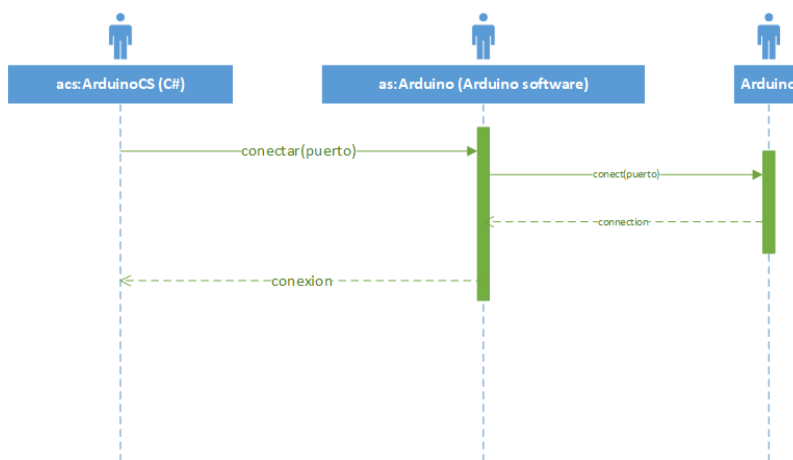 acs:ArduinoCS (C#)
as:Arduino (Arduino software)
Arduino
conectar(puerto)
conect(puerto)
connection
conexion